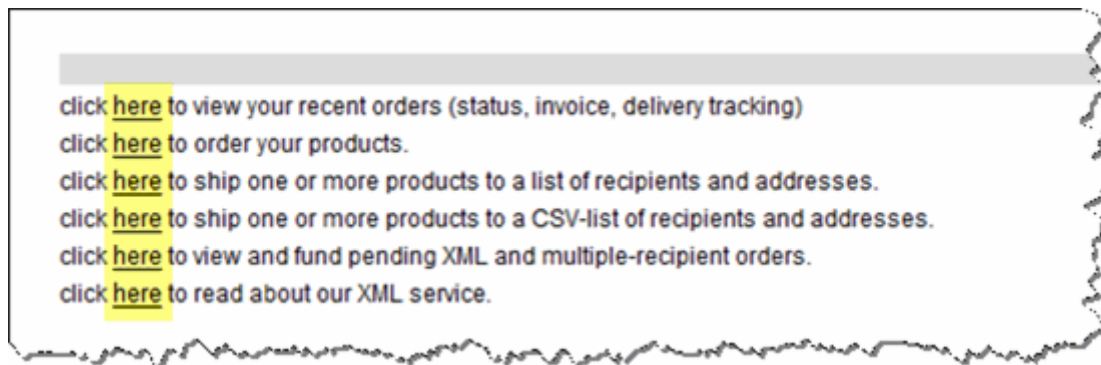 click here to view your recent orders (status, invoice, delivery tracking)
click here to order your products.
click here to ship one or more products to a list of recipients and addresses.
click here to ship one or more products to a CSV-list of recipients and addresses.
click here to view and fund pending XML and multiple-recipient orders.
click here to read about our XML service.